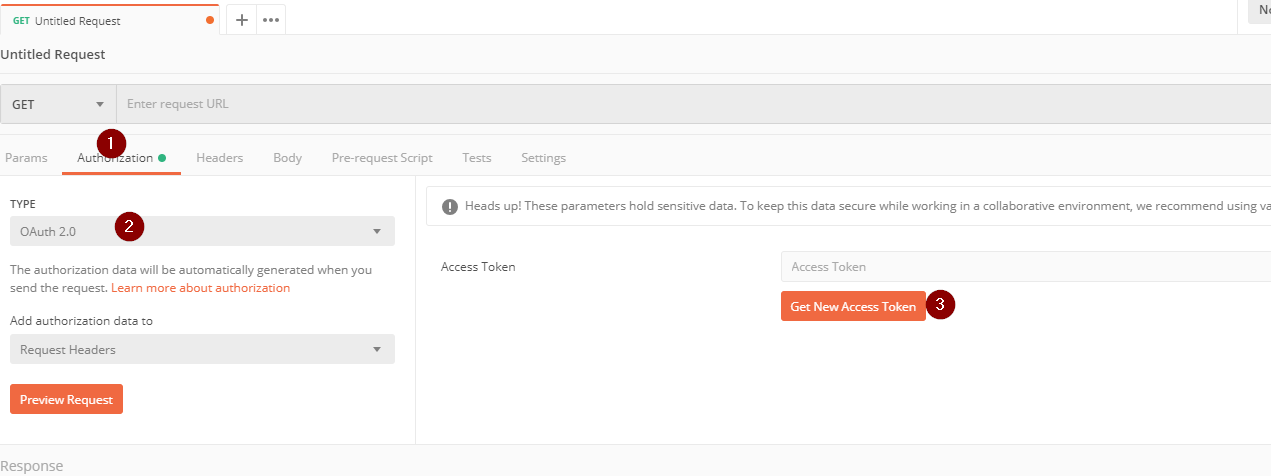 GET Untitled Request
No
Untitled Request
GET
Enter request URL
1
Params Authorization Headers Body Pre-request Script Tests Settings
TYPE
OAuth 2.0
2
The authorization data will be automatically generated when you
send the request. Learn more about authorization
Add authorization data to
Request Headers
Preview Request
Heads up! These parameters hold sensitive data. To keep this data secure while working in a collaborative environment, we recommend using va
Access Token
Access Token
Get New Access Token
3
Response